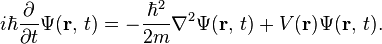 iħ ∂/∂t Ψ(r, t) = −ħ²/2m ∇²Ψ(r, t) + V(r)Ψ(r, t).